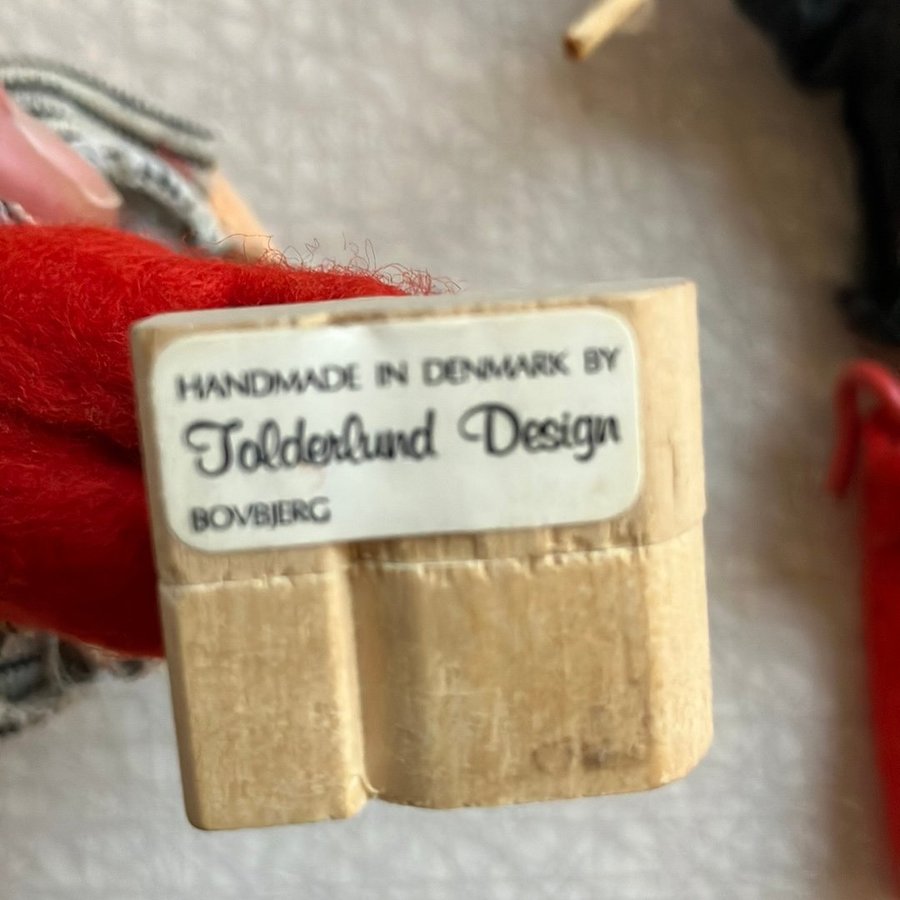 HANDMADE IN DENMARK BY
Tolderlund Design
BOVBJERG